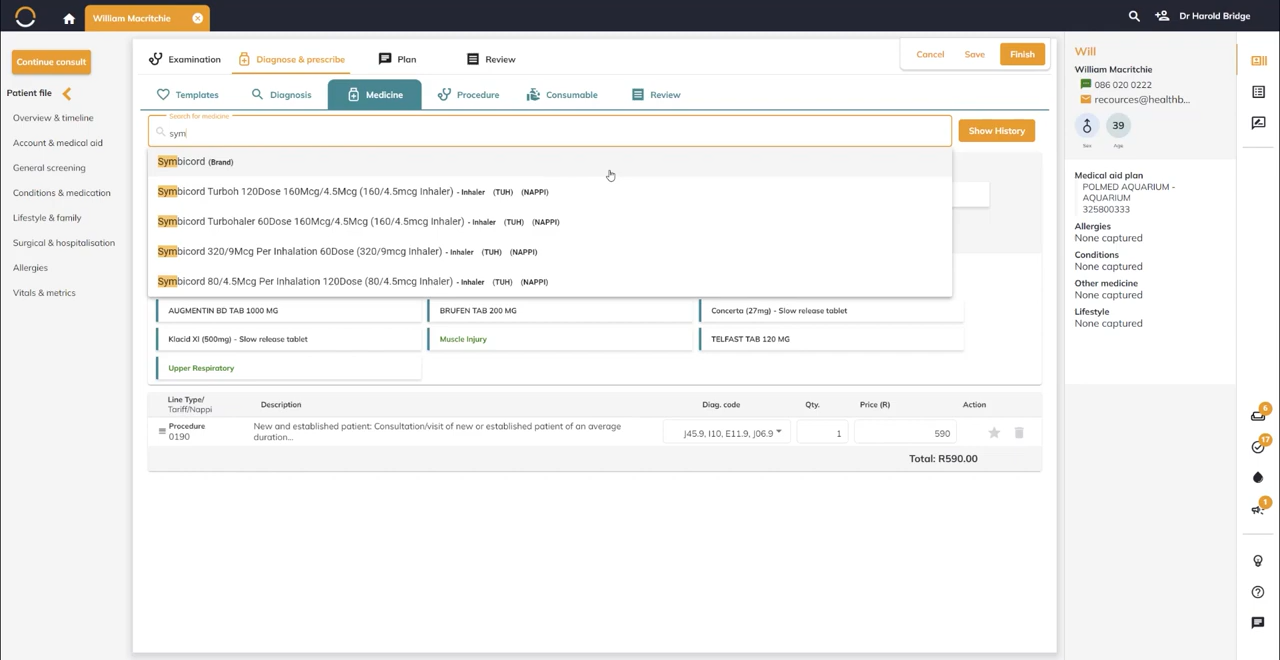 William Macritchie
Dr Harold Bridge
Continue consult
Patient file
Overview & timeline
Account & medical aid
General screening
Conditions & medication
Lifestyle & family
Surgical & hospitalisation
Allergies
Vitals & metrics
Examination
Diagnose & prescribe
Plan
Review
Cancel
Save
Finish
Templates
Diagnosis
Medicine
Procedure
Consumable
Review
Search for medicine
sym
Show History
Symbicord (Brand)
Symbicord Turboh 120Dose 160Mcg/4.5Mcg (160/4.5mcg Inhaler) - Inhaler (TUH) (NAPPI)
Symbicord Turbohaler 60Dose 160Mcg/4.5Mcg (160/4.5mcg Inhaler) - Inhaler (TUH) (NAPPI)
Symbicord 320/9Mcg Per Inhalation 60Dose (320/9mcg Inhaler) - Inhaler (TUH) (NAPPI)
Symbicord 80/4.5Mcg Per Inhalation 120Dose (80/4.5mcg Inhaler) - Inhaler (TUH) (NAPPI)
AUGMENTIN BD TAB 1000 MG
BRUFEN TAB 200 MG
Concerta (27mg) - Slow release tablet
Klacid Xl (500mg) - Slow release tablet
Muscle Injury
TELFAST TAB 120 MG
Upper Respiratory
Line Type/
Tariff/Nappi
Description
Diag. code
Qty.
Price (R)
Action
Procedure
0190
New and established patient: Consultation/visit of new or established patient of an average
duration...
J45.9, I10, E11.9, J06.9
1
590
Total: R590.00
Will
William Macritchie
086 020 0222
recources@healthb...
39
Sex
Age
Medical aid plan
POLMED AQUARIUM -
AQUARIUM
325800333
Allergies
None captured
Conditions
None captured
Other medicine
None captured
Lifestyle
None captured
6
17
1